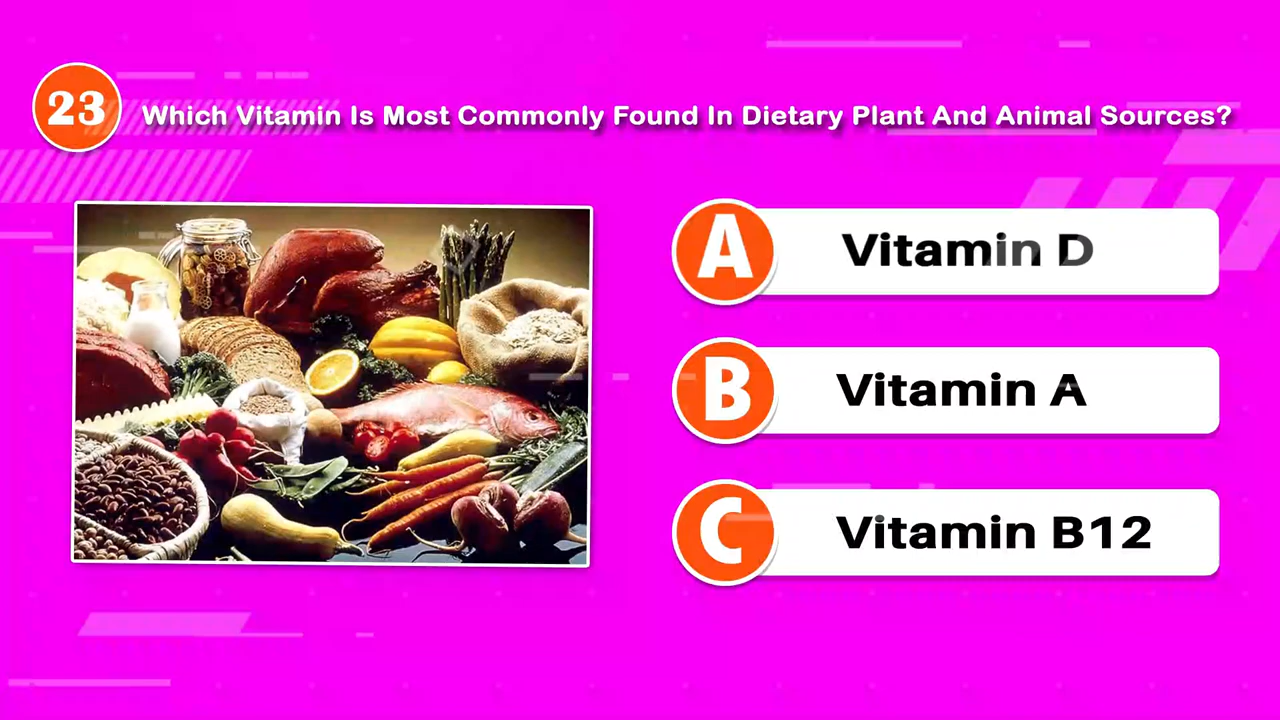 23
Which Vitamin Is Most Commonly Found In Dietary Plant And Animal Sources?
A Vitamin D
B Vitamin A
C Vitamin B12